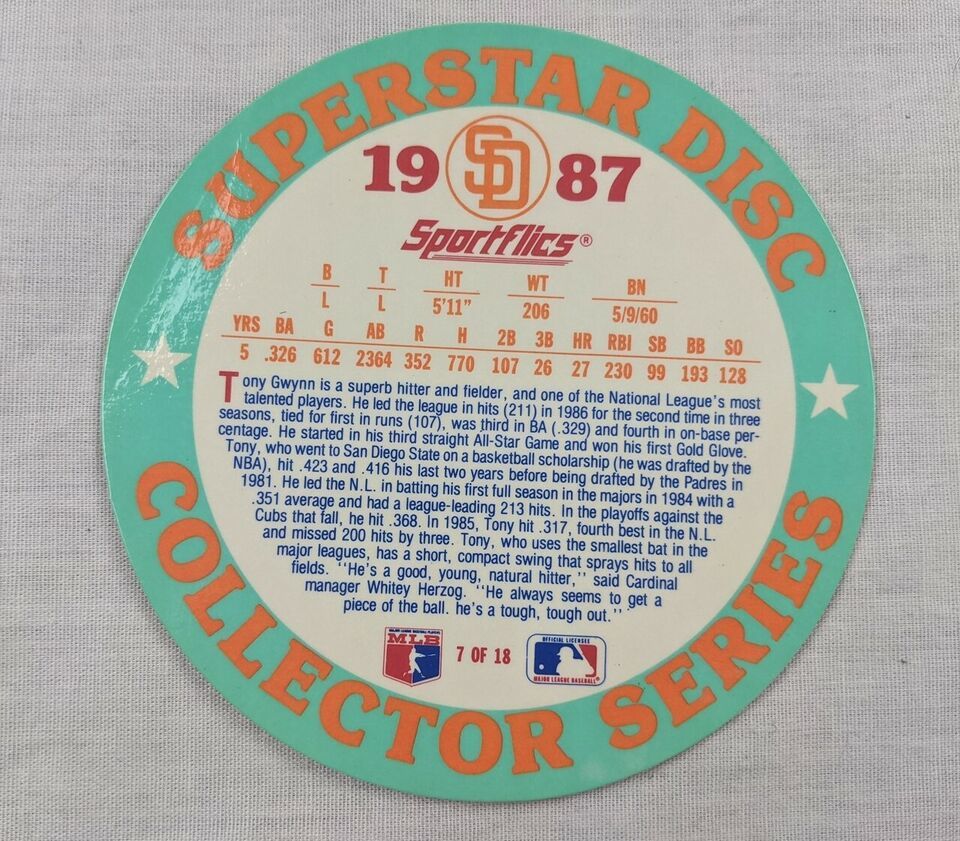 SUPERSTAR DISC
19 SD 87
Sportflics®
B T HT WT BN
L L 5'11" 206 5/9/60
YRS BA G AB R H 2B 3B HR RBI SB BB SO
5 .326 612 2364 352 770 107 26 27 230 99 193 128
Tony Gwynn is a superb hitter and fielder, and one of the National League's most
talented players. He led the league in hits (211) in 1986 for the second time in three
seasons, tied for first in runs (107), was third in BA (.329) and fourth in on-base per-
centage. He started in his third straight All-Star Game and won his first Gold Glove.
Tony, who went to San Diego State on a basketball scholarship (he was drafted by the
NBA), hit .423 and .416 his last two years before being drafted by the Padres in
1981. He led the N.L. in batting his first full season in the majors in 1984 with a
.351 average and had a league-leading 213 hits. In the playoffs against the
Cubs that fall, he hit .368. In 1985, Tony hit .317, fourth best in the N.L.
and missed 200 hits by three. Tony, who uses the smallest bat in the
major leagues, has a short, compact swing that sprays hits to all
fields. "He's a good, young, natural hitter," said Cardinal
manager Whitey Herzog. "He always seems to get a
piece of the ball. he's a tough, tough out."
MAJOR LEAGUE BASEBALL PLAYERS
MLB
7 OF 18
OFFICIAL LICENSEE
MAJOR LEAGUE BASEBALL®
COLLECTOR SERIES